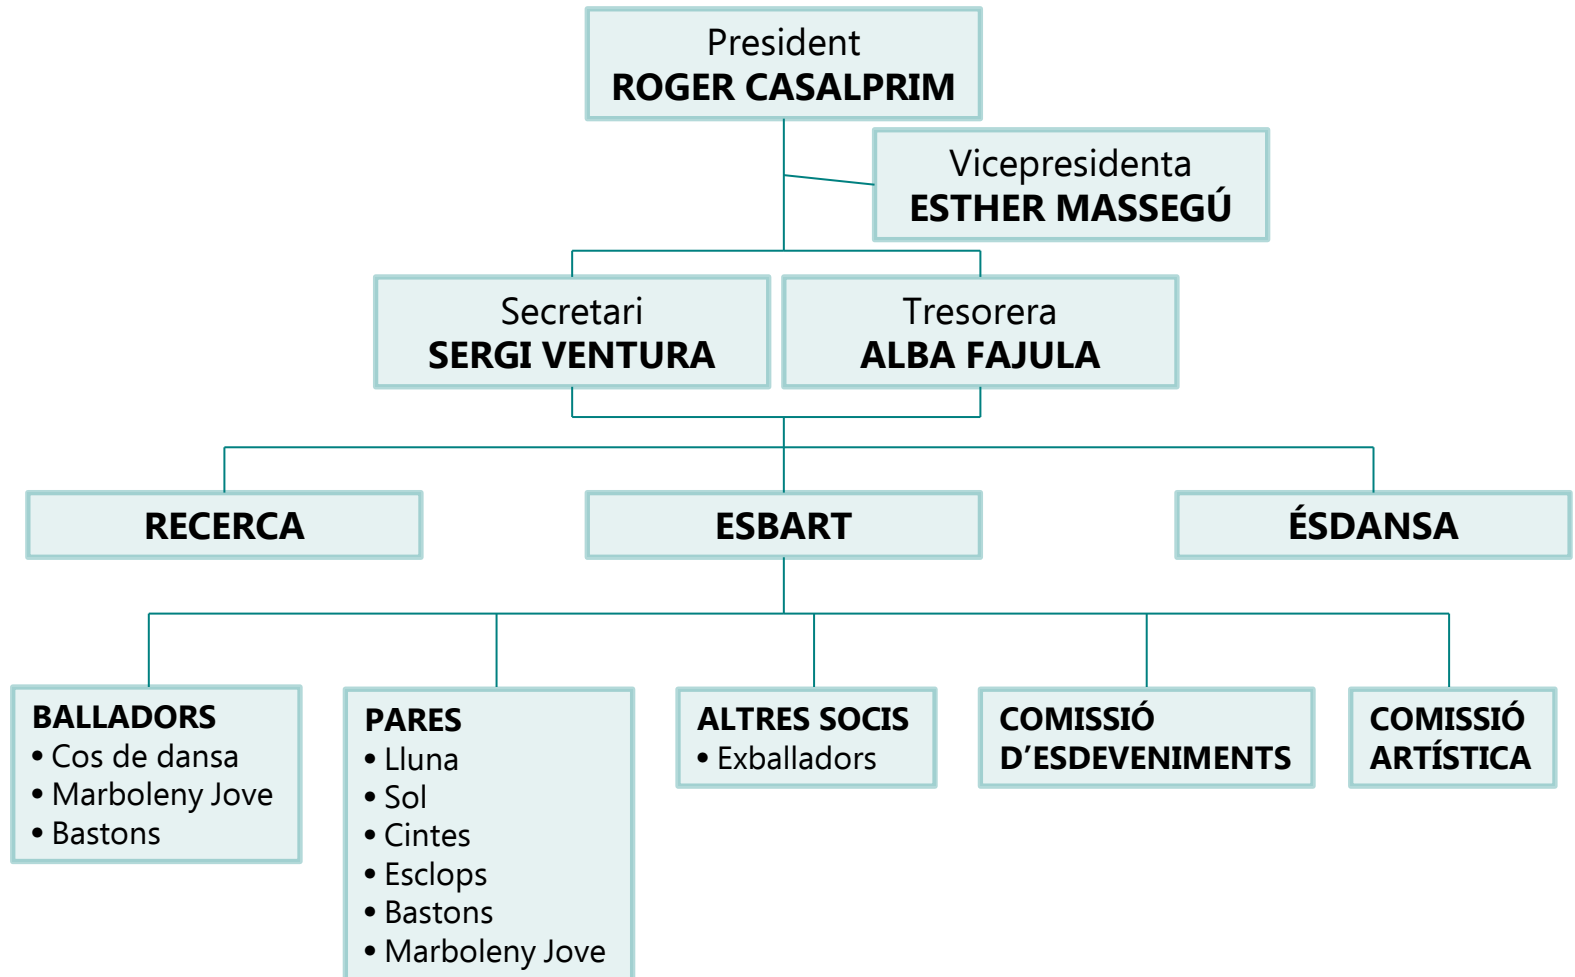 President
ROGER CASALPRIM
Vicepresidenta
ESTHER MASSEGÚ
Secretari
SERGI VENTURA
Tresorera
ALBA FAJULA
RECERCA
ESBART
ÉSDANSA
BALLADORS
• Cos de dansa
• Marboleny Jove
• Bastons
PARES
• Lluna
• Sol
• Cintes
• Esclops
• Bastons
• Marboleny Jove
ALTRES SOCIS
• Exballadors
COMISSIÓ
D’ESDEVENIMENTS
COMISSIÓ
ARTÍSTICA